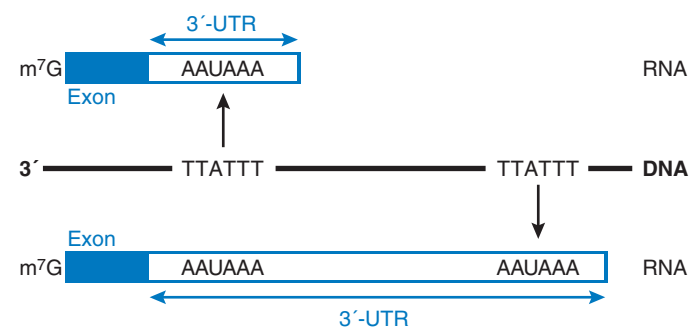 3´-UTR
m⁷G AAUAAA RNA
Exon
3´ TTATTT TTATTT DNA
Exon
m⁷G AAUAAA AAUAAA RNA
3´-UTR